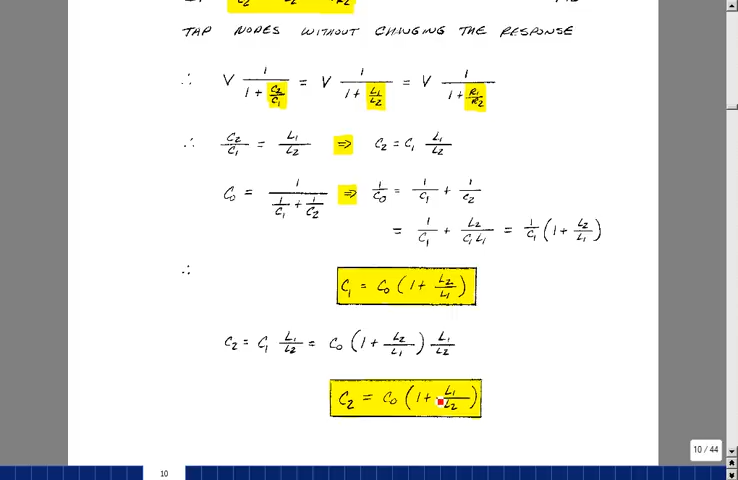 TAP NODES WITHOUT CHANGING THE RESPONSE
∴ V 1/(1 + C2/C1) = V 1/(1 + L1/L2) = V 1/(1 + R1/R2)
∴ C2/C1 = L1/L2 ⇒ C2 = C1 L1/L2
C0 = 1/(1/C1 + 1/C2) ⇒ 1/C0 = 1/C1 + 1/C2
= 1/C1 + L2/(C1 L1) = 1/C1 (1 + L2/L1)
∴
C1 = C0 (1 + L2/L1)
C2 = C1 L1/L2 = C0 (1 + L2/L1) L1/L2
C2 = C0 (1 + L1/L2)
10 / 44
10